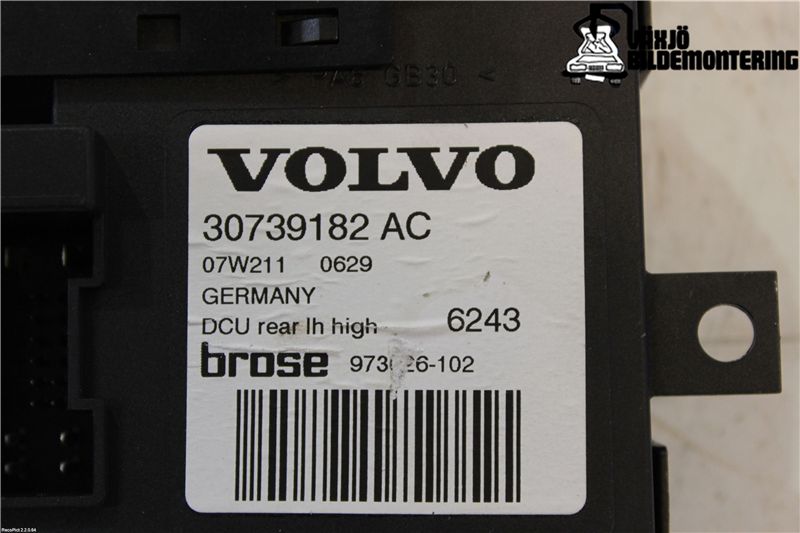 VÄXJÖ
BILDEMONTERING
GB30 <
VOLVO
30739182 AC
07W211 0629
GERMANY
DCU rear lh high 6243
brose